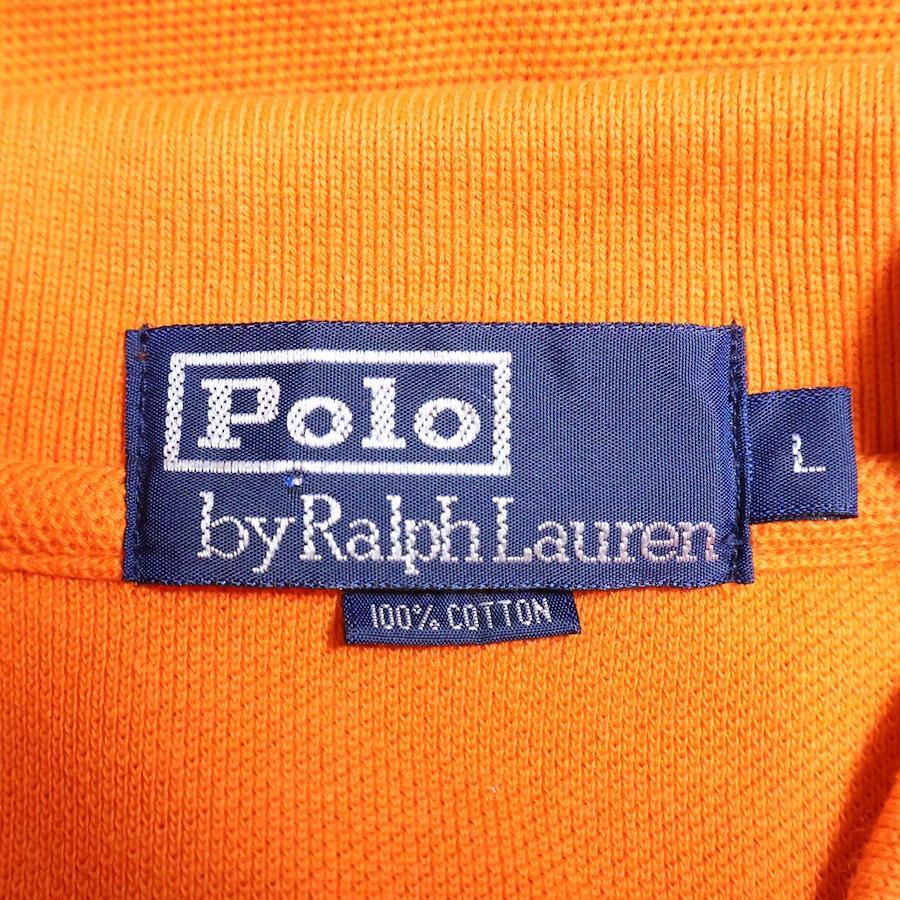 Polo
by Ralph Lauren
L
100% COTTON